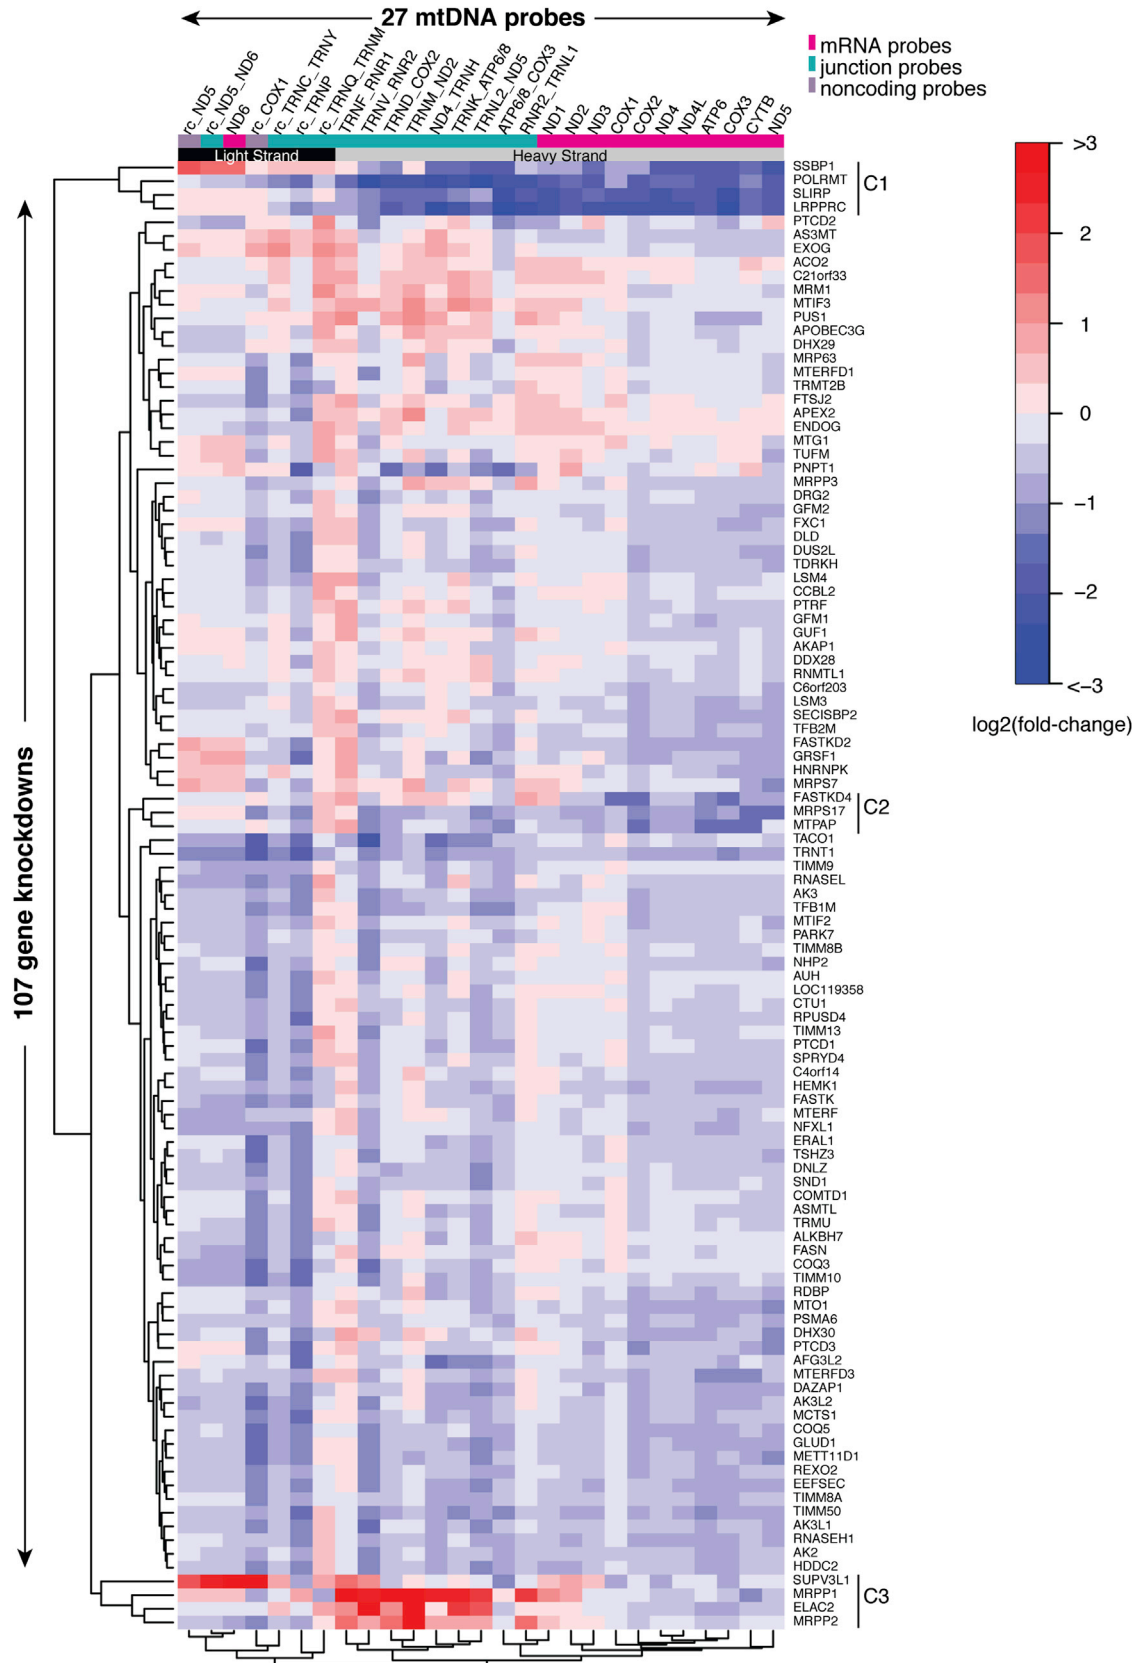 27 mtDNA probes
mRNA probes
junction probes
noncoding probes
rc_ND5
rc_ND5_ND6
ND6
rc_COX1
rc_TRNC_TRNY
rc_TRNP
rc_TRNQ_TRNM
TRNF_RNR1
TRNV_RNR2
TRND_COX2
TRNM_ND2
ND4_TRNH
TRNK_ATP6/8
TRNL2_ND5
ATP6/8_COX3
RNR2_TRNL1
ND1
ND2
ND3
COX1
COX2
ND4
ND4L
ATP6
COX3
CYTB
ND5
Light Strand
Heavy Strand
107 gene knockdowns
SSBP1
POLRMT
SLIRP
LRPPRC
C1
PTCD2
AS3MT
EXOG
ACO2
C21orf33
MRM1
MTIF3
PUS1
APOBEC3G
DHX29
MRP63
MTERFD1
TRMT2B
FTSJ2
APEX2
ENDOG
MTG1
TUFM
PNPT1
MRPP3
DRG2
GFM2
FXC1
DLD
DUS2L
TDRKH
LSM4
CCBL2
PTRF
GFM1
GUF1
AKAP1
DDX28
RNMTL1
C6orf203
LSM3
SECISBP2
TFB2M
FASTKD2
GRSF1
HNRNPK
MRPS7
FASTKD4
MRPS17
MTPAP
C2
TACO1
TRNT1
TIMM9
RNASEL
AK3
TFB1M
MTIF2
PARK7
TIMM8B
NHP2
AUH
LOC119358
CTU1
RPUSD4
TIMM13
PTCD1
SPRYD4
C4orf14
HEMK1
FASTK
MTERF
NFXL1
ERAL1
TSHZ3
DNLZ
SND1
COMTD1
ASMTL
TRMU
ALKBH7
FASN
COQ3
TIMM10
RDBP
MTO1
PSMA6
DHX30
PTCD3
AFG3L2
MTERFD3
DAZAP1
AK3L2
MCTS1
COQ5
GLUD1
METT11D1
REXO2
EEFSEC
TIMM8A
TIMM50
AK3L1
RNASEH1
AK2
HDDC2
SUPV3L1
MRPP1
ELAC2
MRPP2
C3
>3
2
1
0
−1
−2
<−3
log2(fold-change)